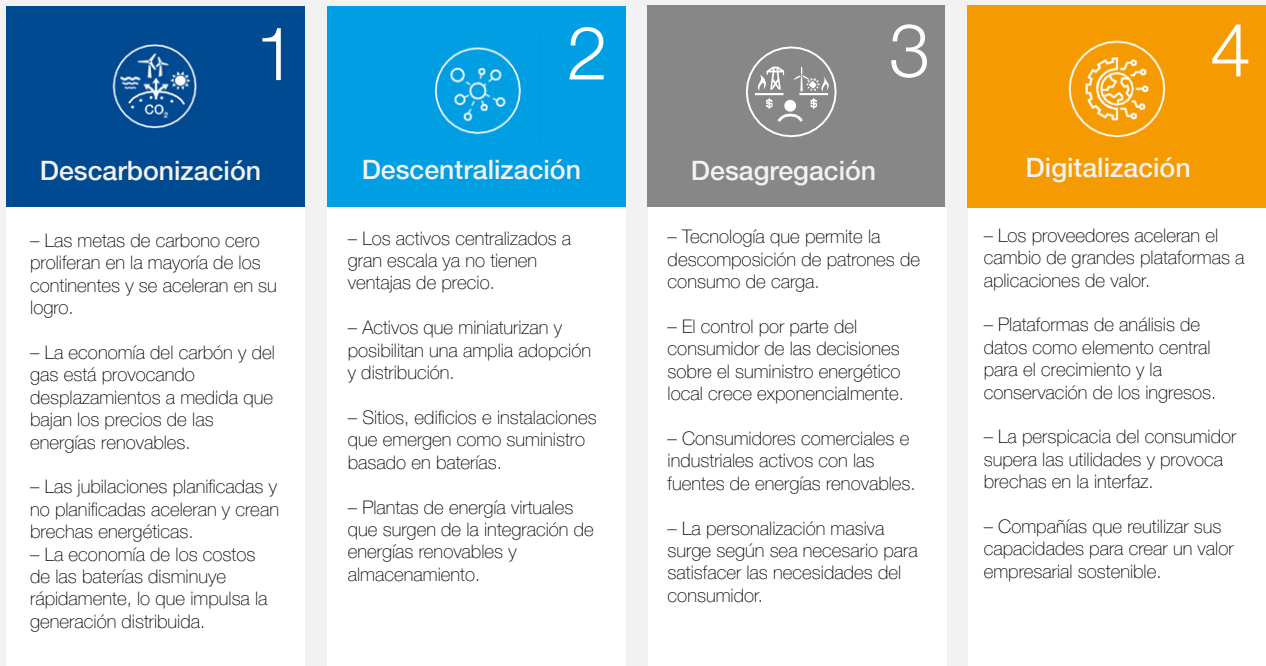 1
CO₂
Descarbonización
– Las metas de carbono cero
proliferan en la mayoría de los
continentes y se aceleran en su
logro.
– La economía del carbón y del
gas está provocando
desplazamientos a medida que
bajan los precios de las
energías renovables.
– Las jubilaciones planificadas y
no planificadas aceleran y crean
brechas energéticas.
– La economía de los costos
de las baterías disminuye
rápidamente, lo que impulsa la
generación distribuida.
2
Descentralización
– Los activos centralizados a
gran escala ya no tienen
ventajas de precio.
– Activos que miniaturizan y
posibilitan una amplia adopción
y distribución.
– Sitios, edificios e instalaciones
que emergen como suministro
basado en baterías.
– Plantas de energía virtuales
que surgen de la integración de
energías renovables y
almacenamiento.
3
$ $
Desagregación
– Tecnología que permite la
descomposición de patrones de
consumo de carga.
– El control por parte del
consumidor de las decisiones
sobre el suministro energético
local crece exponencialmente.
– Consumidores comerciales e
industriales activos con las
fuentes de energías renovables.
– La personalización masiva
surge según sea necesario para
satisfacer las necesidades del
consumidor.
4
Digitalización
– Los proveedores aceleran el
cambio de grandes plataformas a
aplicaciones de valor.
– Plataformas de análisis de
datos como elemento central
para el crecimiento y la
conservación de los ingresos.
– La perspicacia del consumidor
supera las utilidades y provoca
brechas en la interfaz.
– Compañías que reutilizar sus
capacidades para crear un valor
empresarial sostenible.